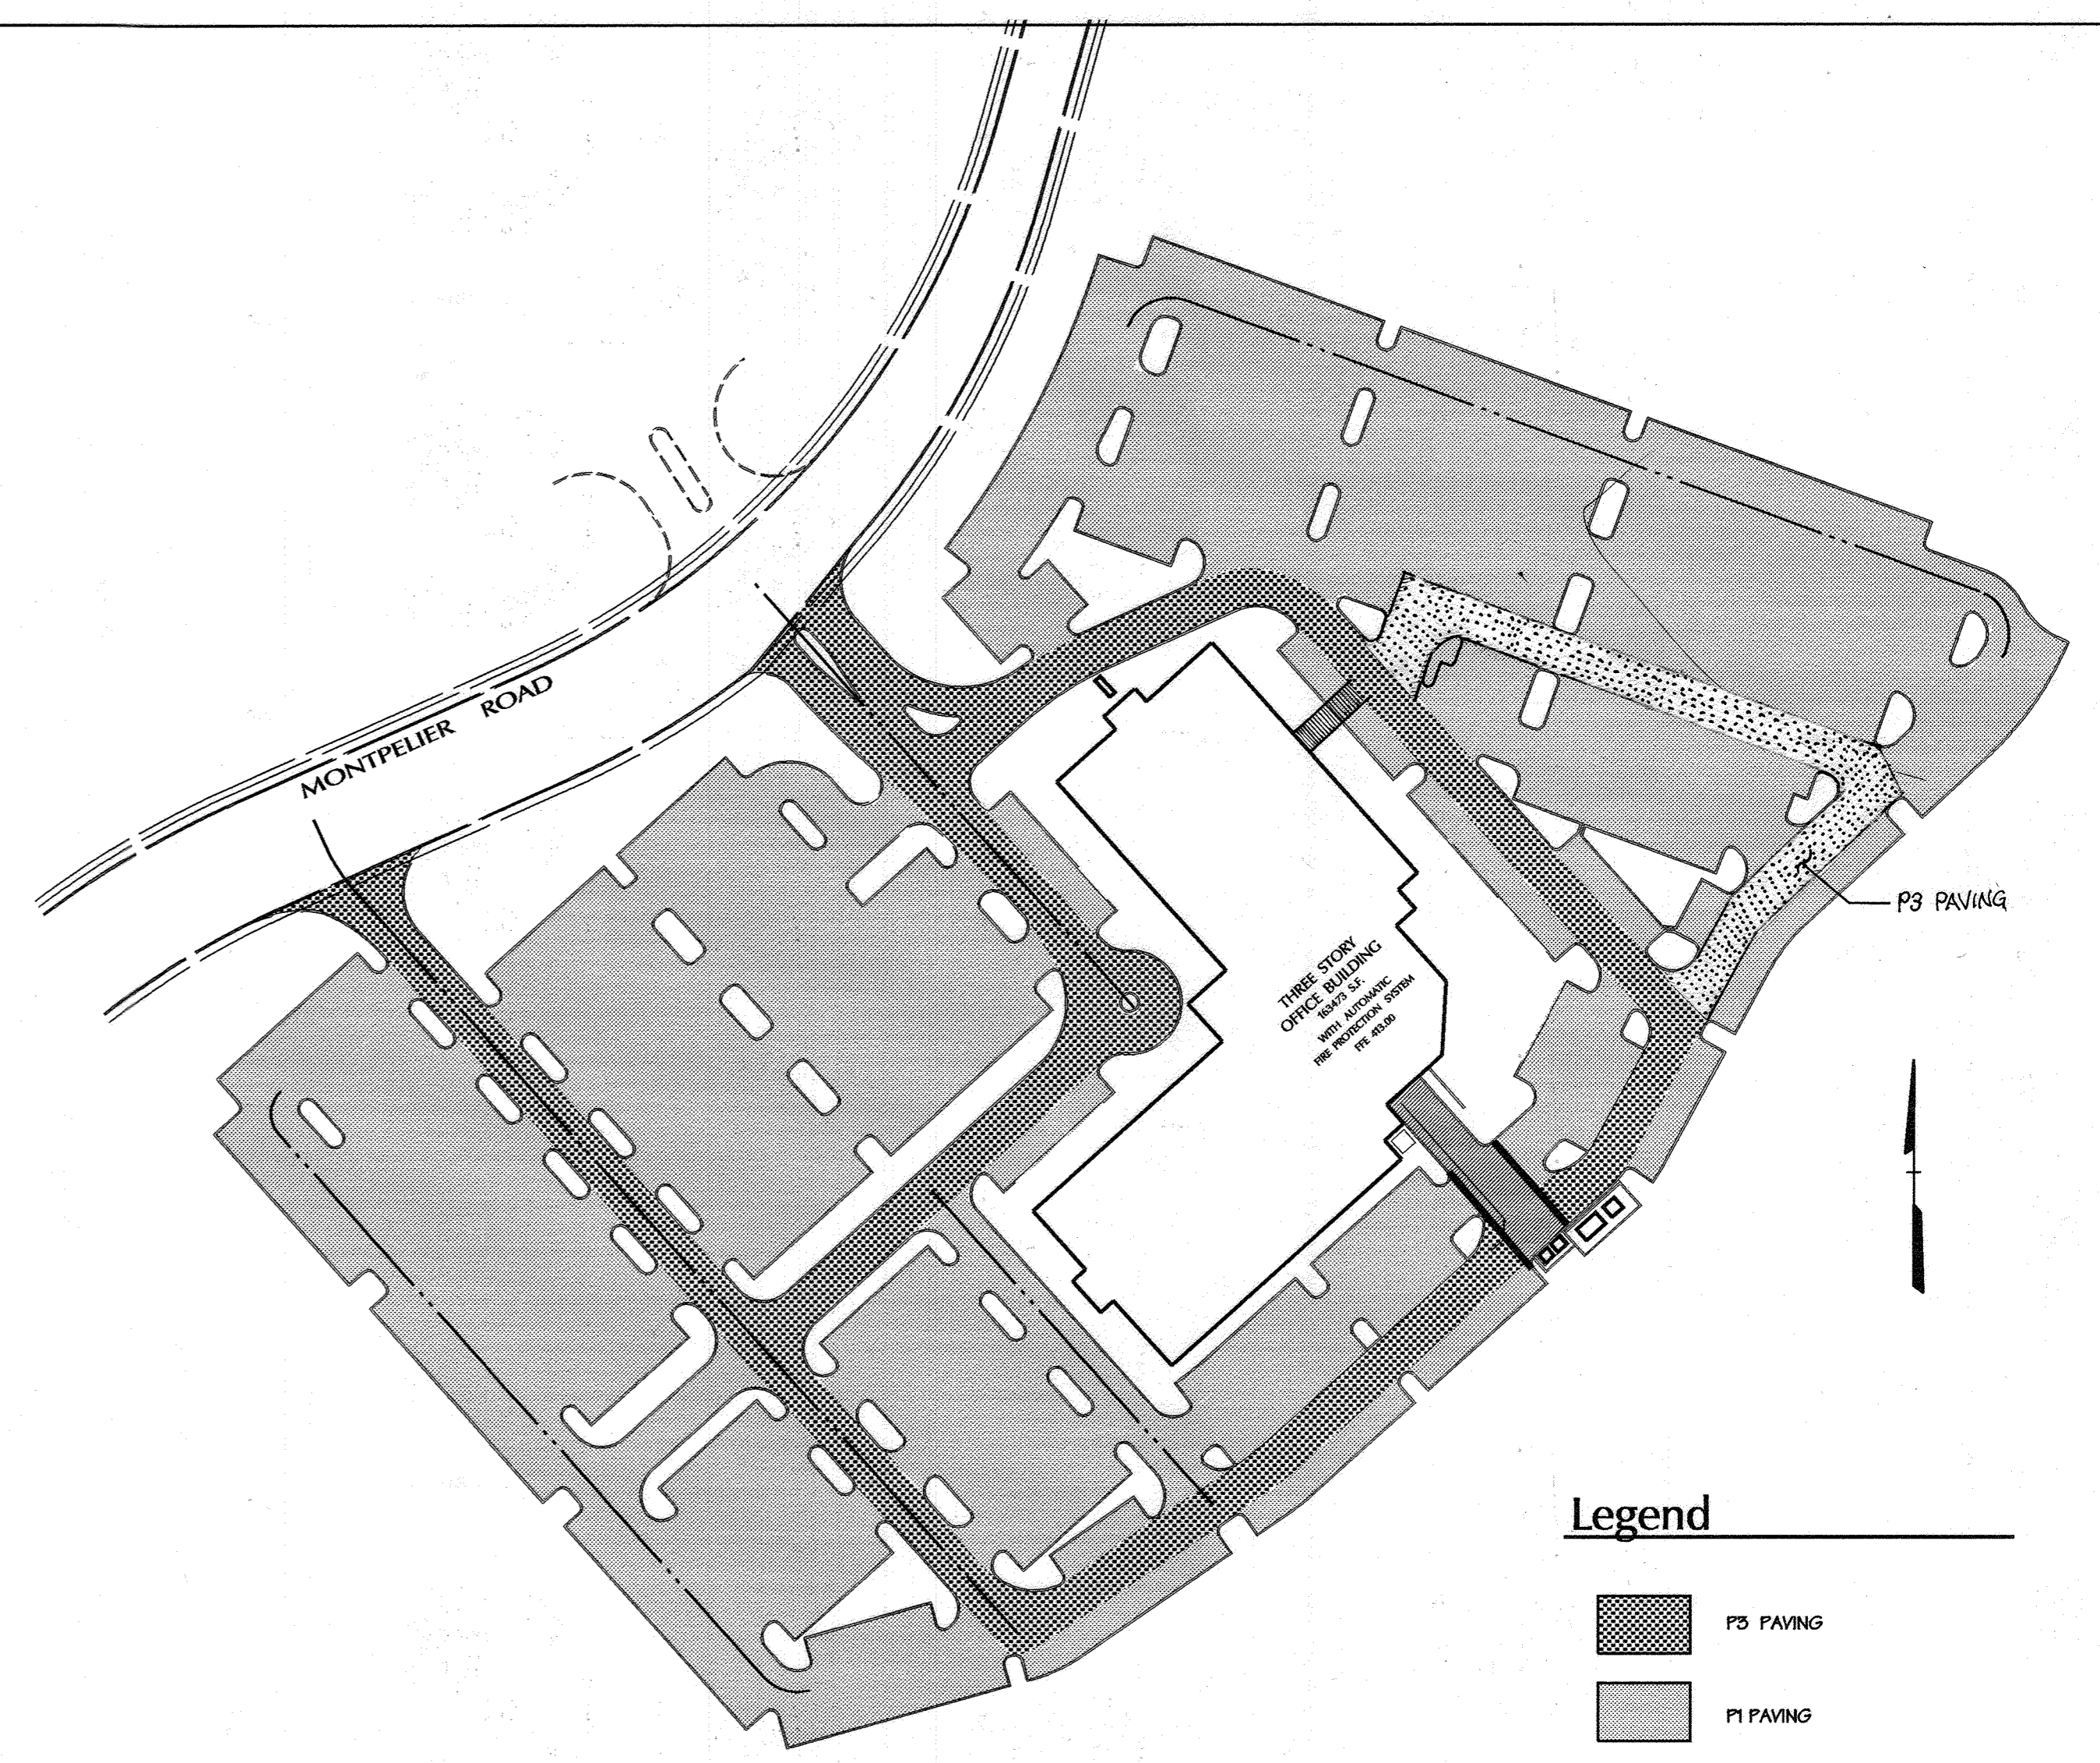 MONTPELIER ROAD
THREE STORY
OFFICE BUILDING
163473 S.F.
WITH AUTOMATIC
FIRE PROTECTION SYSTEM
FFE 413.00
P3 PAVING
Legend
P3 PAVING
P1 PAVING